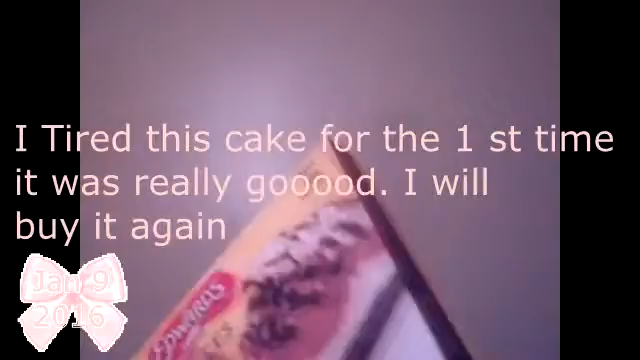 I Tired this cake for the 1 st time
it was really gooood. I will
buy it again
EDWARDS
Jan 9
2016